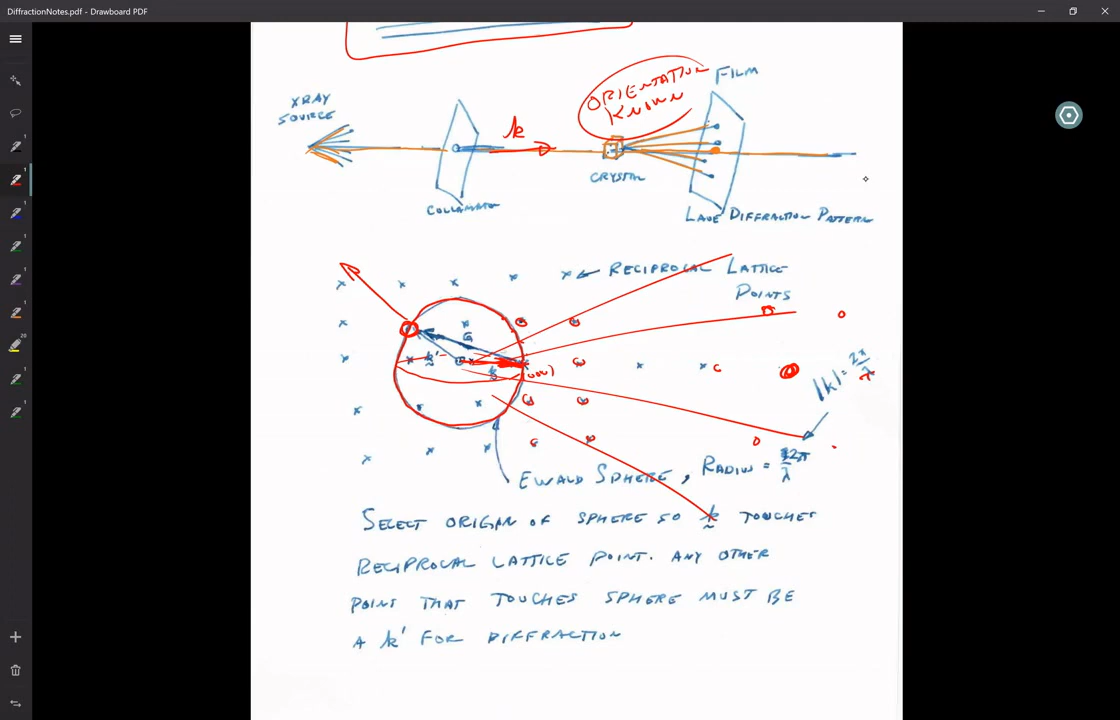 DiffractionNotes.pdf - Drawboard PDF
XRAY
SOURCE
k
ORIENTATION
KNOWN
FILM
CRYSTAL
COLLIMATOR
LAUE DIFFRACTION PATTERN
RECIPROCAL LATTICE
POINTS
G
k'
k
(000)
|k| = 2π/λ
EWALD SPHERE, RADIUS = 2π/λ
SELECT ORIGIN OF SPHERE SO k TOUCHES
RECIPROCAL LATTICE POINT. ANY OTHER
POINT THAT TOUCHES SPHERE MUST BE
A k' FOR DIFFRACTION